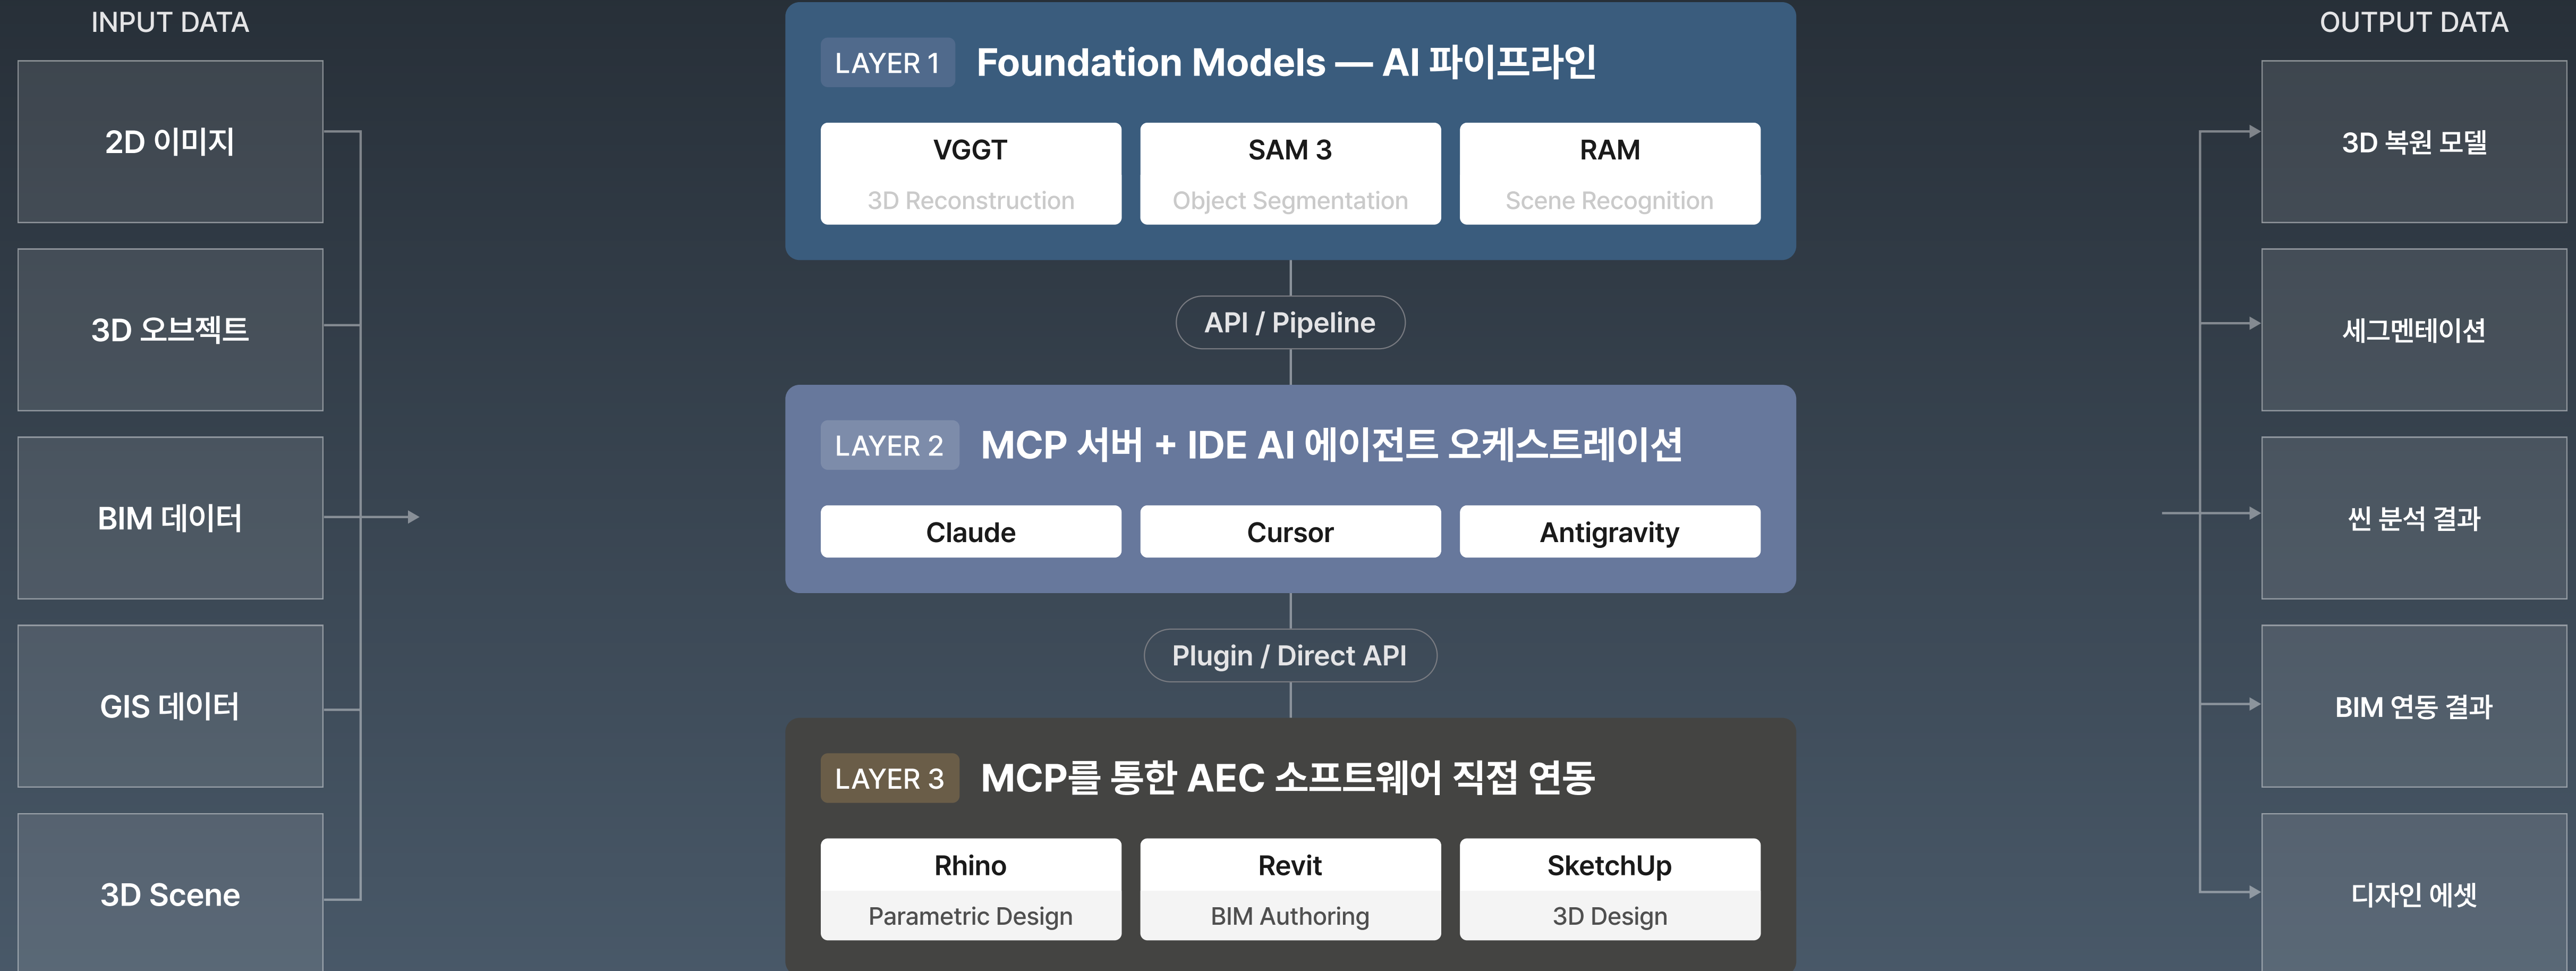 INPUT DATA
2D 이미지
3D 오브젝트
BIM 데이터
GIS 데이터
3D Scene
LAYER 1 Foundation Models — AI 파이프라인
VGGT
3D Reconstruction
SAM 3
Object Segmentation
RAM
Scene Recognition
API / Pipeline
LAYER 2 MCP 서버 + IDE AI 에이전트 오케스트레이션
Claude
Cursor
Antigravity
Plugin / Direct API
LAYER 3 MCP를 통한 AEC 소프트웨어 직접 연동
Rhino
Parametric Design
Revit
BIM Authoring
SketchUp
3D Design
OUTPUT DATA
3D 복원 모델
세그멘테이션
씬 분석 결과
BIM 연동 결과
디자인 에셋